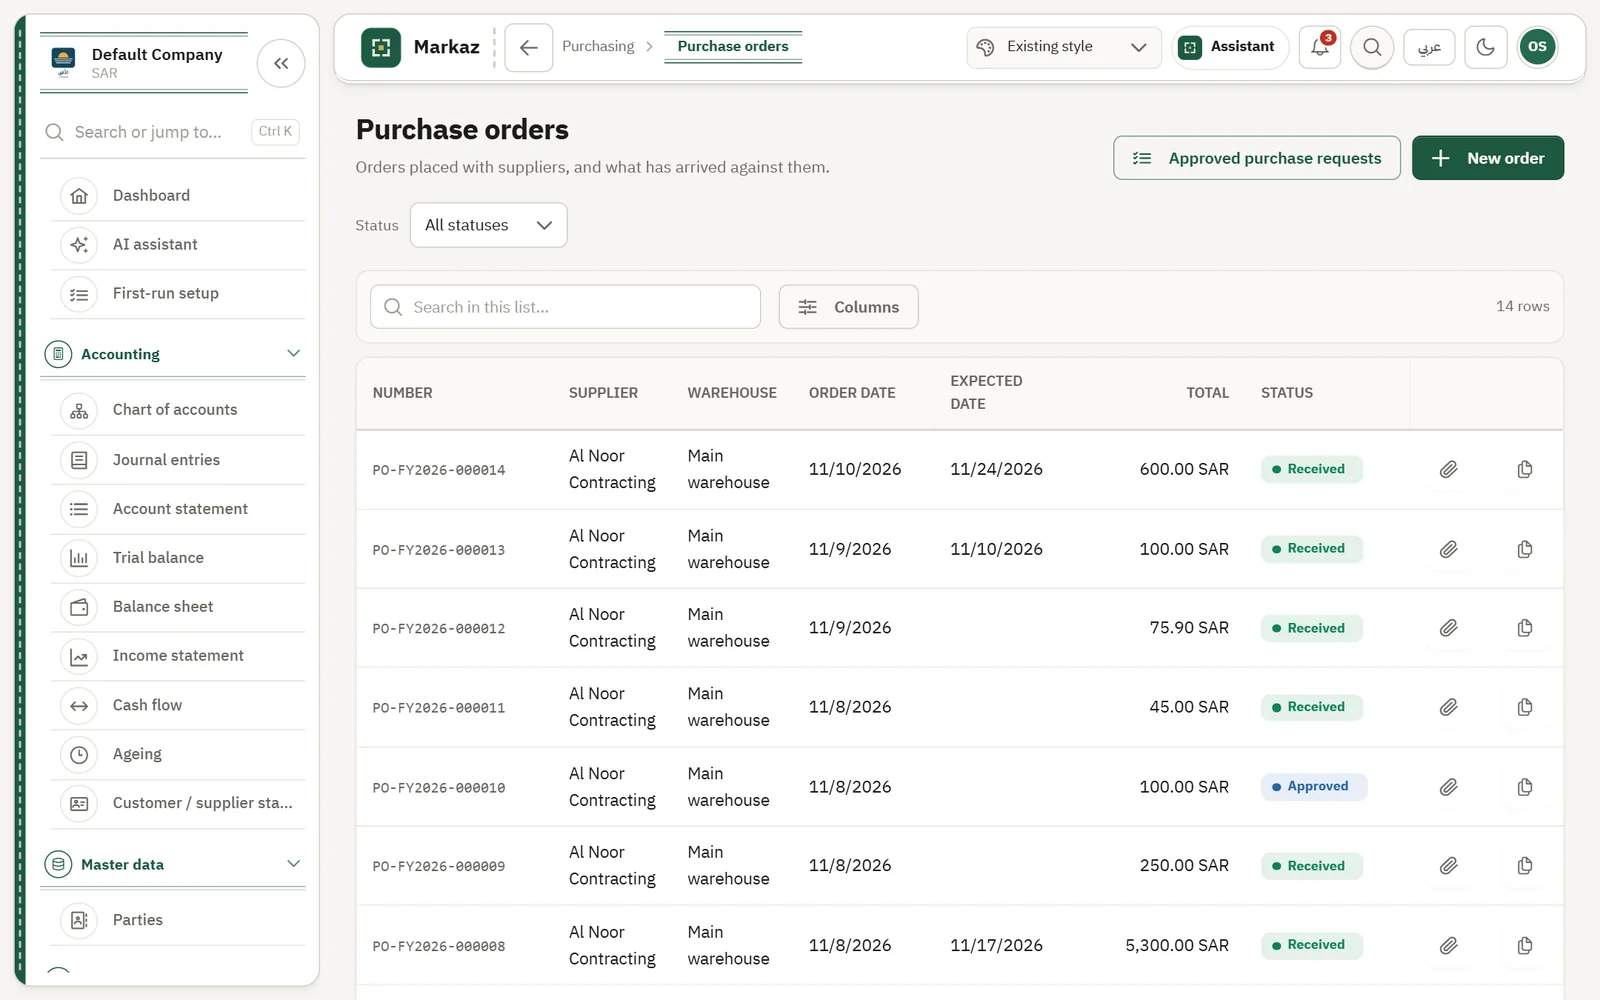 Default Company
SAR
Search or jump to...
Ctrl K
Dashboard
AI assistant
First-run setup
Accounting
Chart of accounts
Journal entries
Account statement
Trial balance
Balance sheet
Income statement
Cash flow
Ageing
Customer / supplier sta...
Master data
Parties
Markaz
Purchasing
Purchase orders
Existing style
Assistant
3
عربي
OS
Purchase orders
Orders placed with suppliers, and what has arrived against them.
Approved purchase requests
New order
Status
All statuses
Search in this list...
Columns
14 rows
NUMBER SUPPLIER WAREHOUSE ORDER DATE EXPECTED DATE TOTAL STATUS
PO-FY2026-000014 Al Noor Contracting Main warehouse 11/10/2026 11/24/2026 600.00 SAR Received
PO-FY2026-000013 Al Noor Contracting Main warehouse 11/9/2026 11/10/2026 100.00 SAR Received
PO-FY2026-000012 Al Noor Contracting Main warehouse 11/9/2026 75.90 SAR Received
PO-FY2026-000011 Al Noor Contracting Main warehouse 11/8/2026 45.00 SAR Received
PO-FY2026-000010 Al Noor Contracting Main warehouse 11/8/2026 100.00 SAR Approved
PO-FY2026-000009 Al Noor Contracting Main warehouse 11/8/2026 250.00 SAR Received
PO-FY2026-000008 Al Noor Contracting Main warehouse 11/8/2026 11/17/2026 5,300.00 SAR Received